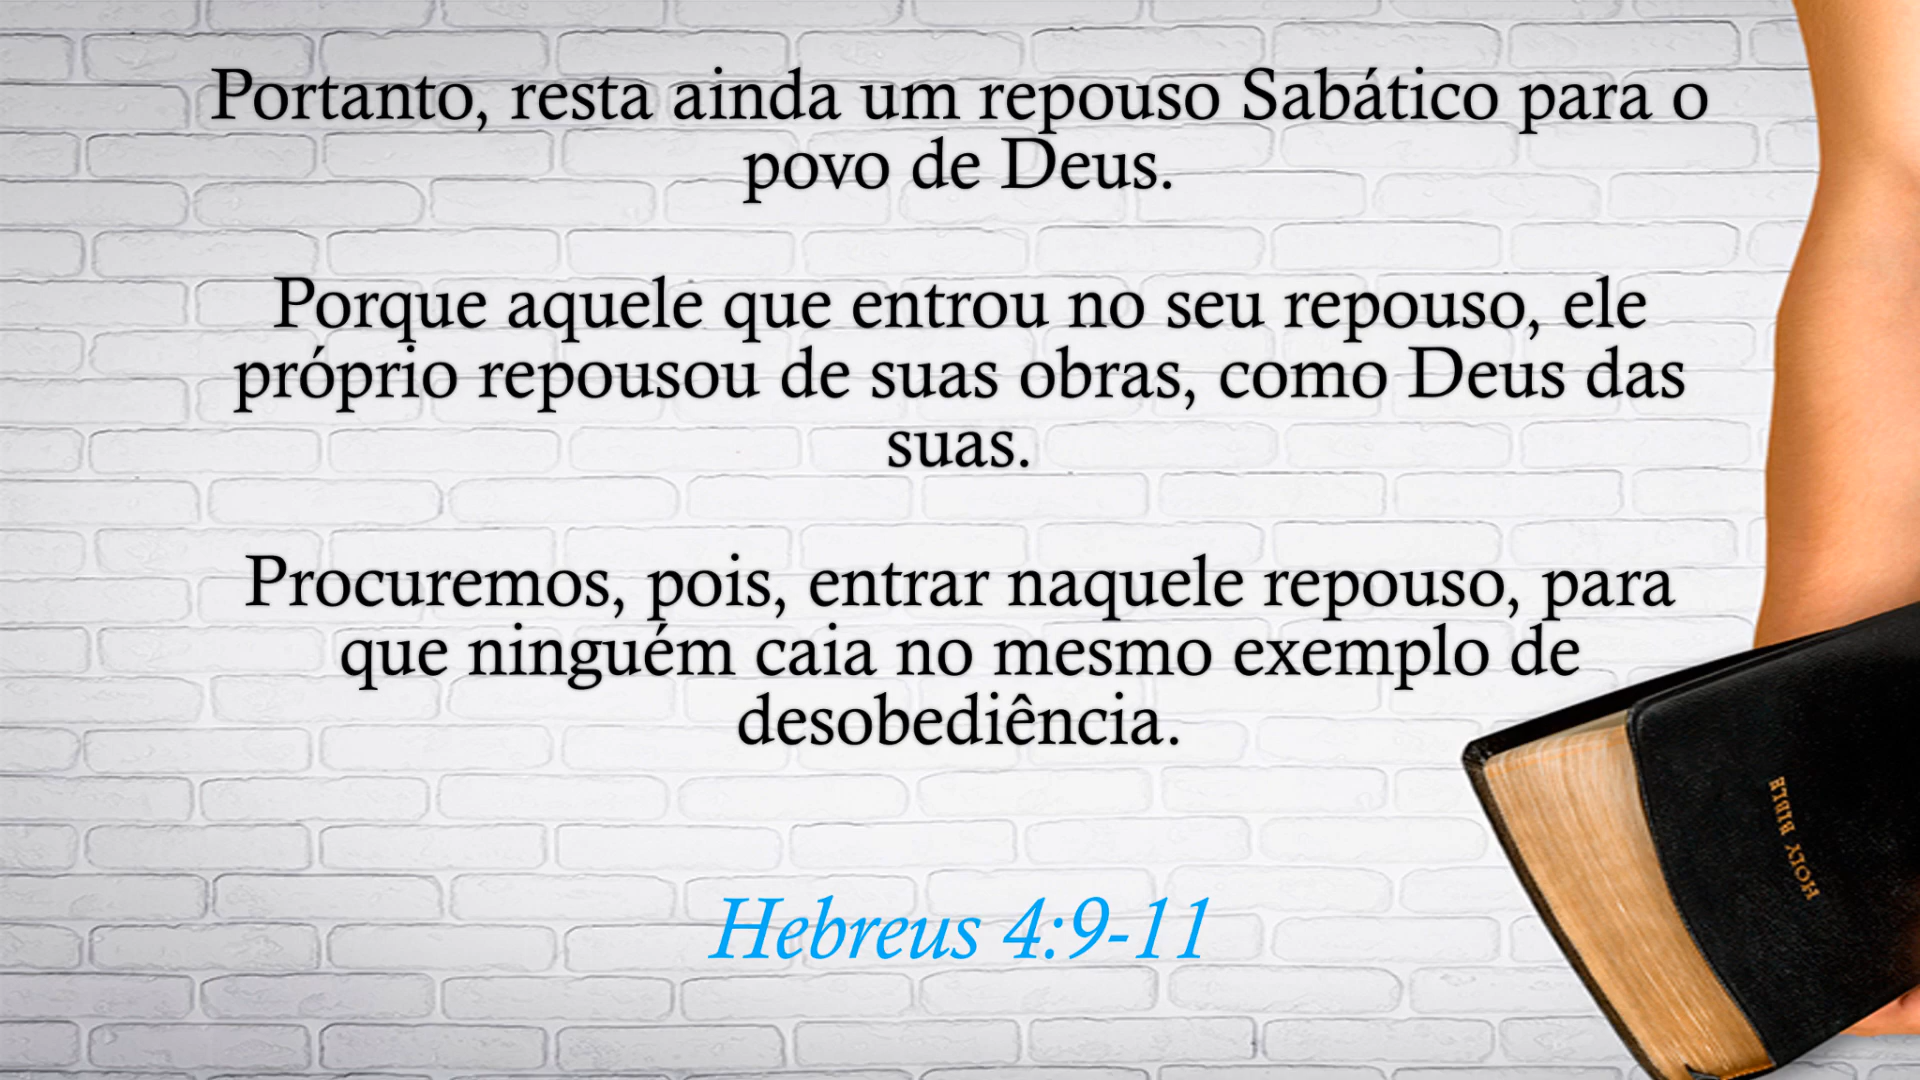 Portanto, resta ainda um repouso Sabático para o
povo de Deus.
Porque aquele que entrou no seu repouso, ele
próprio repousou de suas obras, como Deus das
suas.
Procuremos, pois, entrar naquele repouso, para
que ninguém caia no mesmo exemplo de
desobediência.
Hebreus 4:9-11
HOLY BIBLE